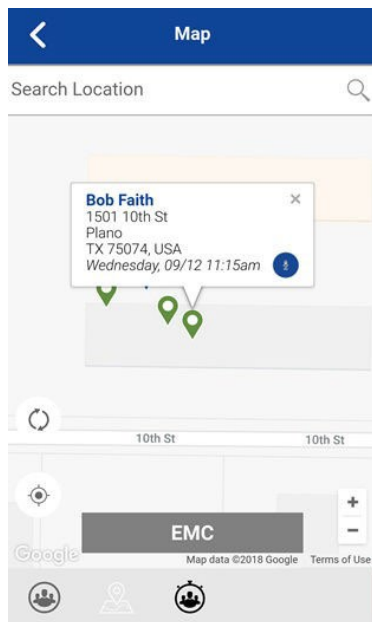 Map
Search Location
Bob Faith
1501 10th St
Plano
TX 75074, USA
Wednesday, 09/12 11:15am
10th St
10th St
EMC
Google
Map data ©2018 Google
Terms of Use